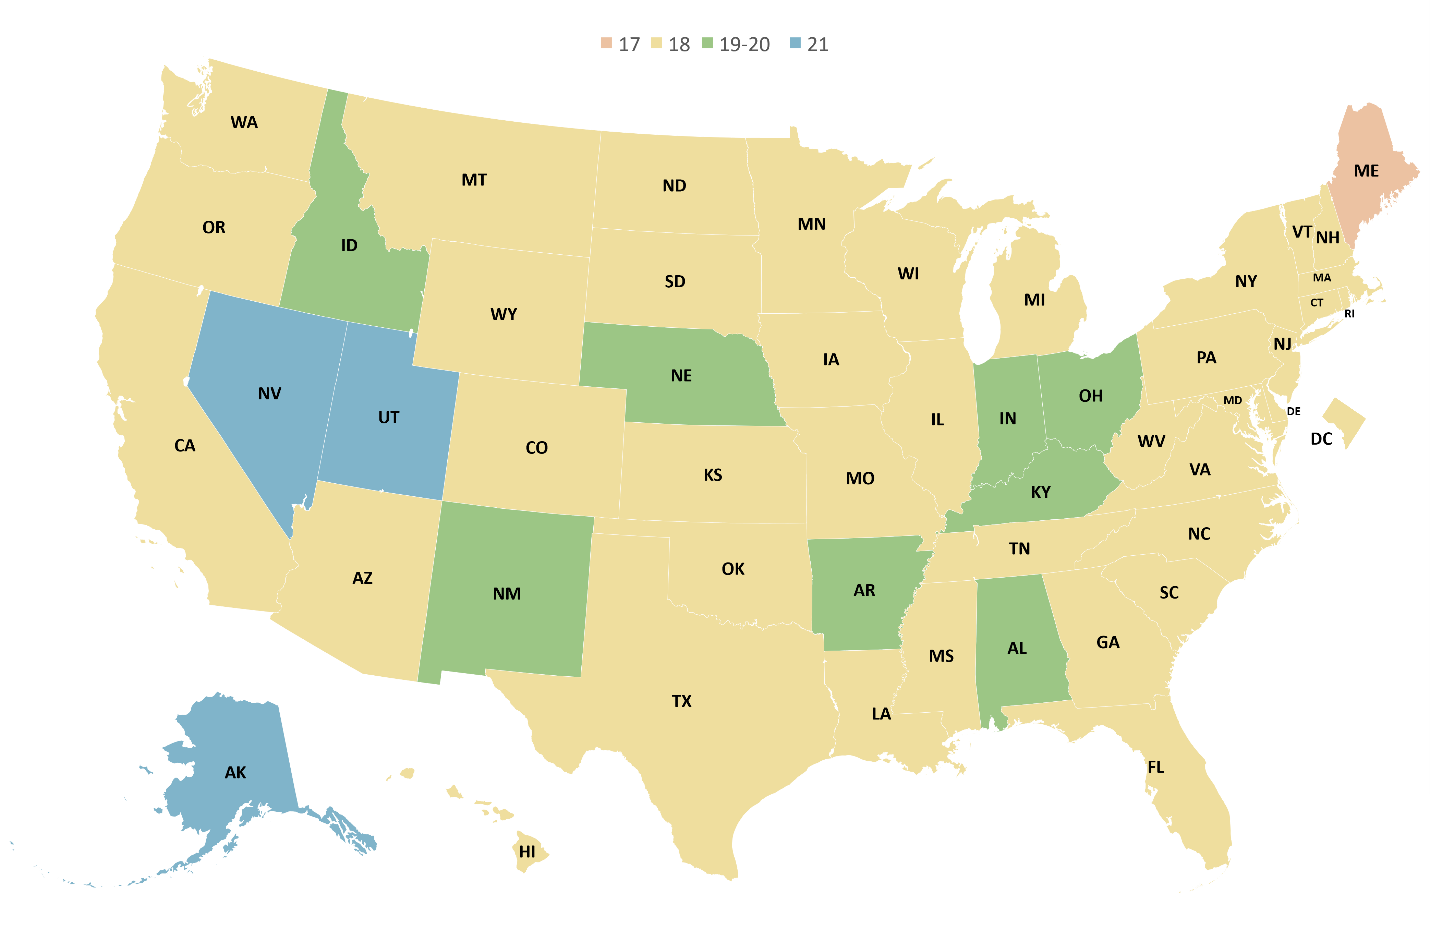 17 18 19-20 21
WA
MT
ND
MN
ME
OR
ID
VT
NH
WI
SD
NY
MA
MI
CT
RI
WY
NJ
PA
IA
NE
NV
OH
MD
DE
UT
IN
IL
DC
CA
CO
WV
VA
KS
MO
KY
NC
TN
OK
AZ
AR
NM
SC
GA
AL
MS
TX
LA
FL
AK
HI